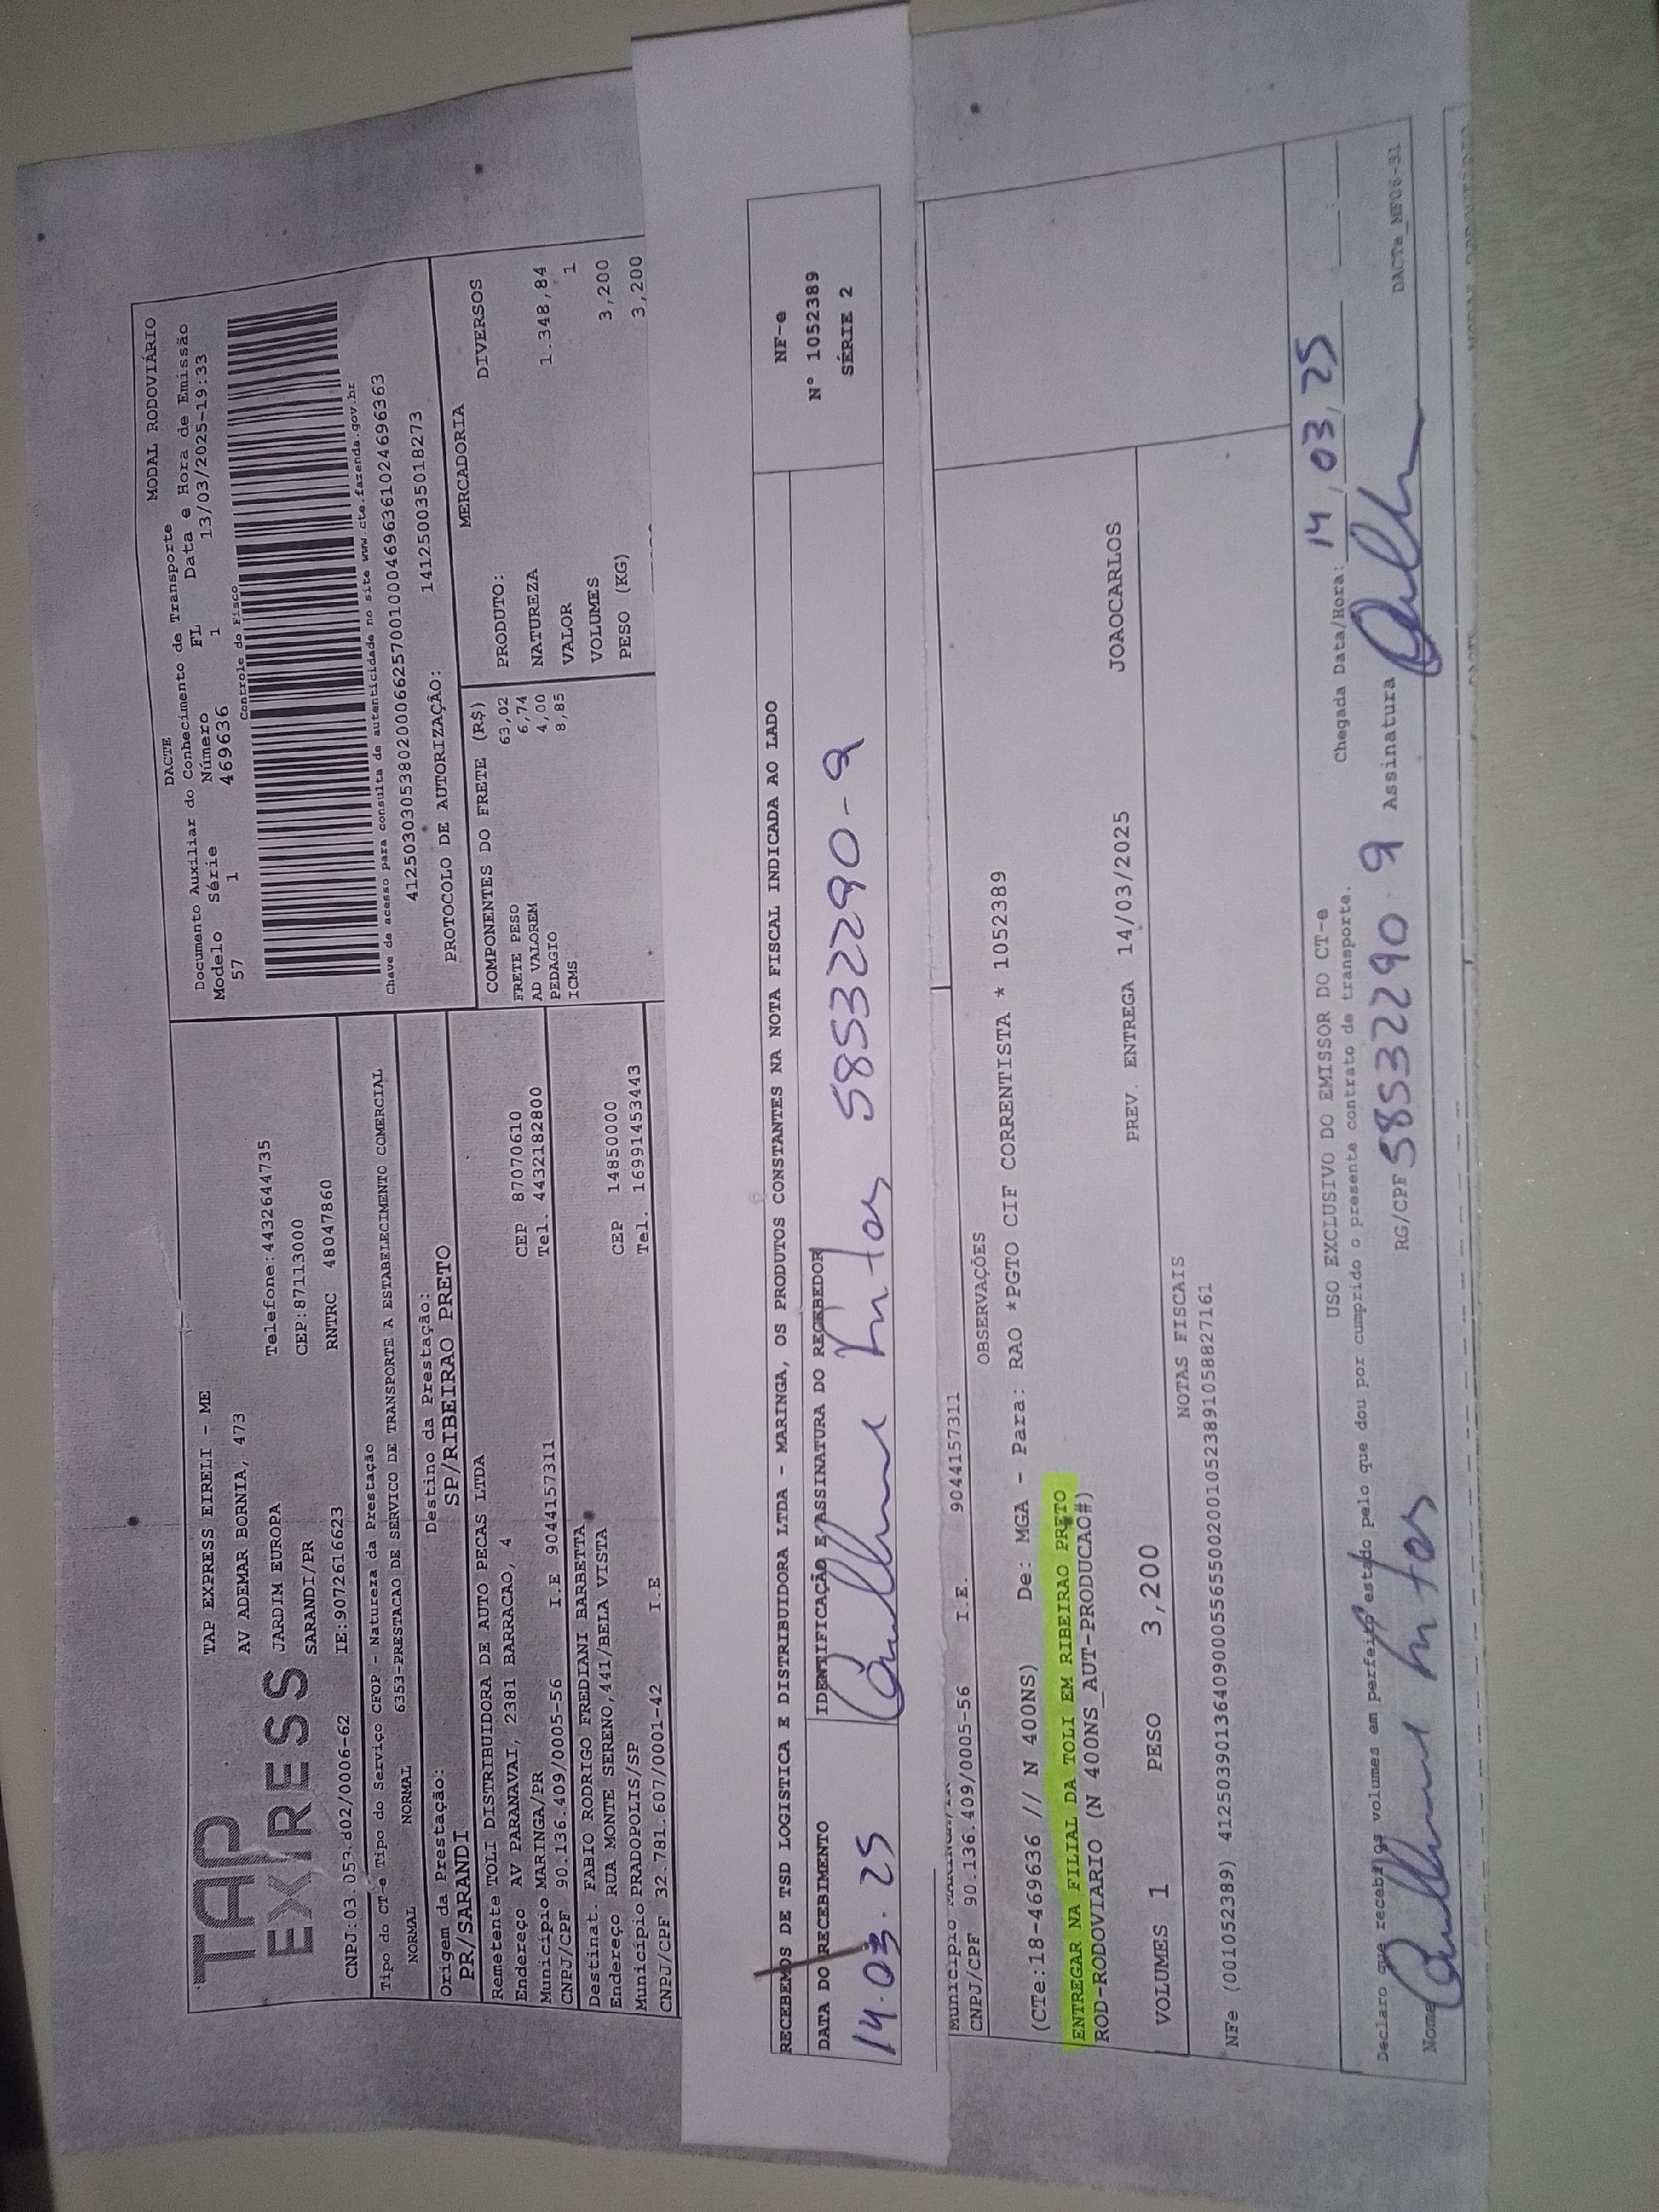 TAP
EXPRESS
TAP EXPRESS EIRELI - ME
AV ADEMAR BORNIA, 473
JARDIM EUROPA
Telefone:4432644735
SARANDI/PR
CEP:87113000
CNPJ:03.053.802/0006-62
IE:9072616623
RNTRC 48047860
Tipo do CT-e Tipo do Serviço CFOP - Natureza da Prestação
NORMAL NORMAL 6353-PRESTACAO DE SERVICO DE TRANSPORTE A ESTABELECIMENTO COMERCIAL
Origem da Prestação: Destino da Prestação:
PR/SARANDI SP/RIBEIRAO PRETO
Remetente TOLI DISTRIBUIDORA DE AUTO PECAS LTDA
Endereço AV PARANAVAI, 2381 BARRACAO, 4 CEP 87070610
Município MARINGA/PR Tel. 4432182800
CNPJ/CPF 90.136.409/0005-56 I.E 9044157311
Destinat. FABIO RODRIGO FREDIANI BARBETTA
Endereço RUA MONTE SERENO,441/BELA VISTA CEP 14850000
Município PRADOPOLIS/SP Tel. 16991453443
CNPJ/CPF 32.781.607/0001-42 I.E
DACTE MODAL RODOVIÁRIO
Documento Auxiliar do Conhecimento de Transporte
Modelo Série Número FL Data e Hora de Emissão
57 1 469636 1 13/03/2025-19:33
Controle do Fisco
Chave de acesso para consulta de autenticidade no site www.cte.fazenda.gov.br
41250303053802000662570010004696361024696363
PROTOCOLO DE AUTORIZAÇÃO: 141250035018273
COMPONENTES DO FRETE (R$)
FRETE PESO 63,02
AD VALOREM 6,74
PEDAGIO 4,00
ICMS 8,85
MERCADORIA
PRODUTO: DIVERSOS
NATUREZA
VALOR 1.348,84
VOLUMES 1
PESO (KG) 3,200
3,200
RECEBEMOS DE TSD LOGISTICA E DISTRIBUIDORA LTDA - MARINGA, OS PRODUTOS CONSTANTES NA NOTA FISCAL INDICADA AO LADO
DATA DO RECEBIMENTO IDENTIFICAÇÃO E ASSINATURA DO RECEBEDOR
14.03.25 58532290-9
NF-e
N° 1052389
SÉRIE 2
Município
CNPJ/CPF 90.136.409/0005-56 I.E. 9044157311
OBSERVAÇÕES
(CTe:18-469636 // N 400NS) De: MGA - Para: RAO *PGTO CIF CORRENTISTA * 1052389
ENTREGAR NA FILIAL DA TOLI EM RIBEIRAO PRETO
ROD-RODOVIARIO (N 400NS_AUT-PRODUCAO#)
VOLUMES 1 PESO 3,200 PREV. ENTREGA 14/03/2025 JOAOCARLOS
NOTAS FISCAIS
NFe (001052389) 41250390136409000556550020010523891058827161
USO EXCLUSIVO DO EMISSOR DO CT-e
Declaro que recebi os volumes em perfeito estado pelo que dou por cumprido o presente contrato de transporte. Chegada Data/Hora: 14,03,25
Nome RG/CPF 58532290 9 Assinatura
DACTe_MF06-31